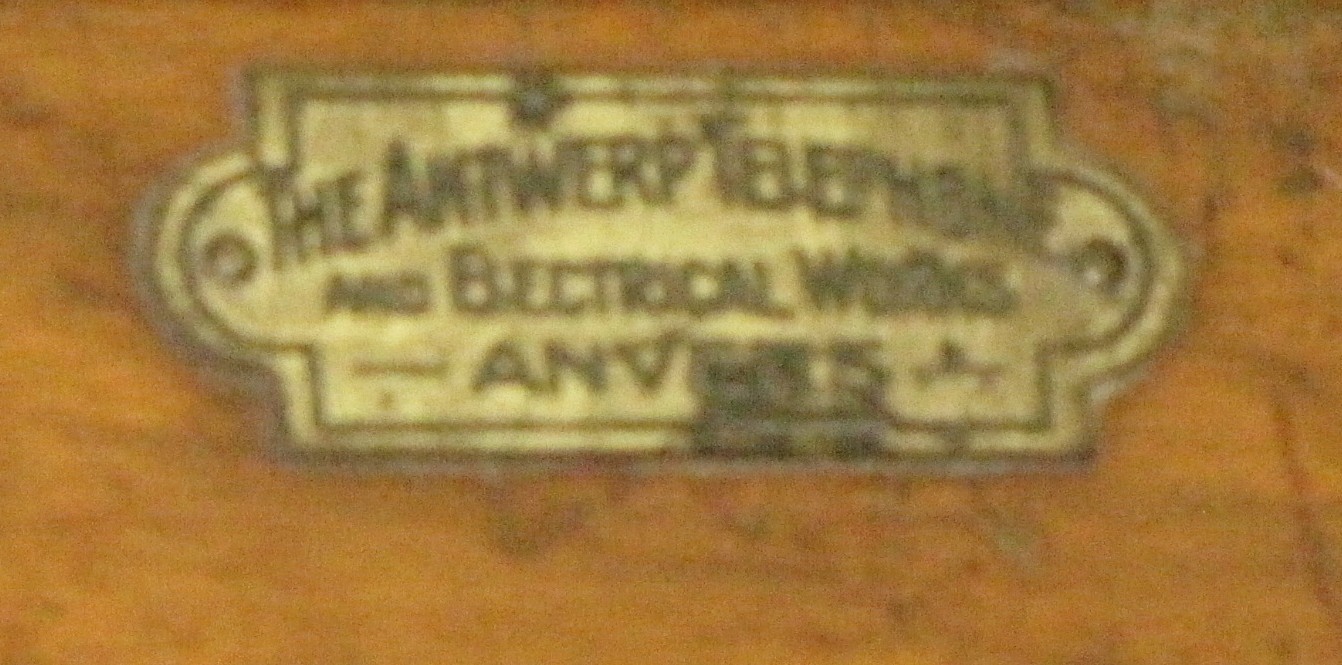 THE ANTWERP TELEPHONE
AND ELECTRICAL WORKS
— ANVERS —